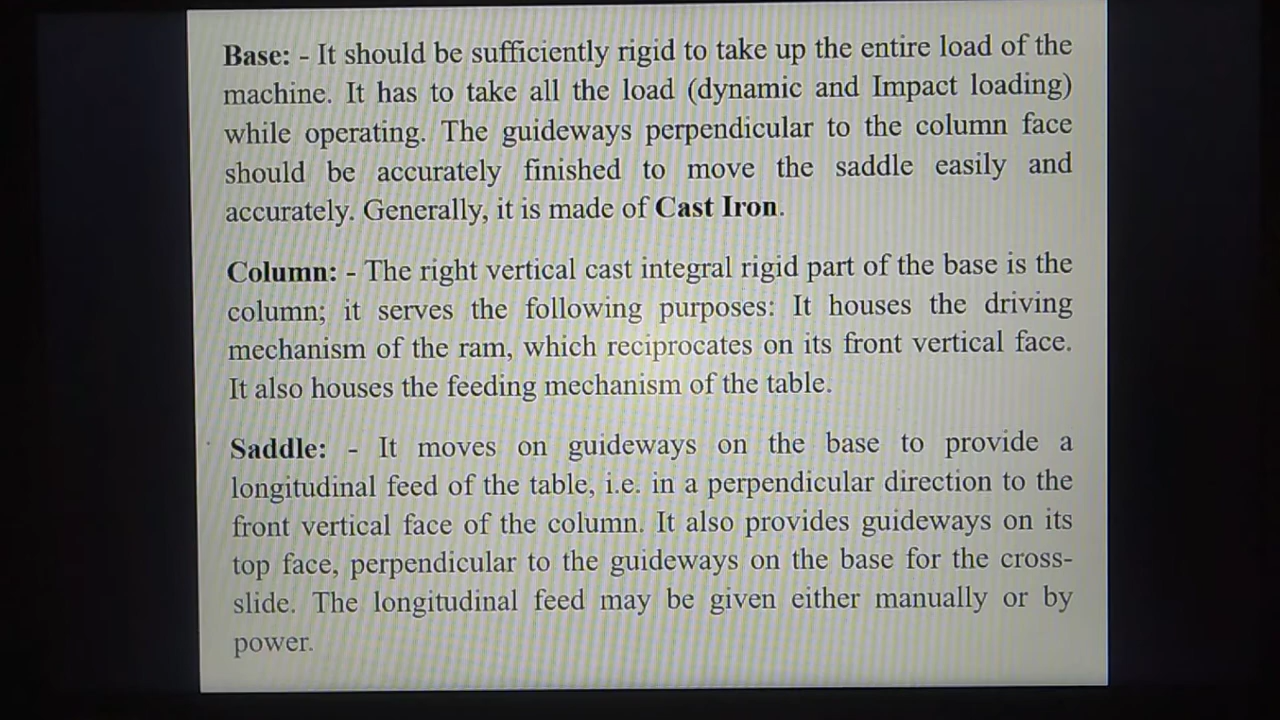 Base: - It should be sufficiently rigid to take up the entire load of the
machine. It has to take all the load (dynamic and Impact loading)
while operating. The guideways perpendicular to the column face
should be accurately finished to move the saddle easily and
accurately. Generally, it is made of Cast Iron.
Column: - The right vertical cast integral rigid part of the base is the
column; it serves the following purposes: It houses the driving
mechanism of the ram, which reciprocates on its front vertical face.
It also houses the feeding mechanism of the table.
Saddle: - It moves on guideways on the base to provide a
longitudinal feed of the table, i.e. in a perpendicular direction to the
front vertical face of the column. It also provides guideways on its
top face, perpendicular to the guideways on the base for the cross-
slide. The longitudinal feed may be given either manually or by
power.